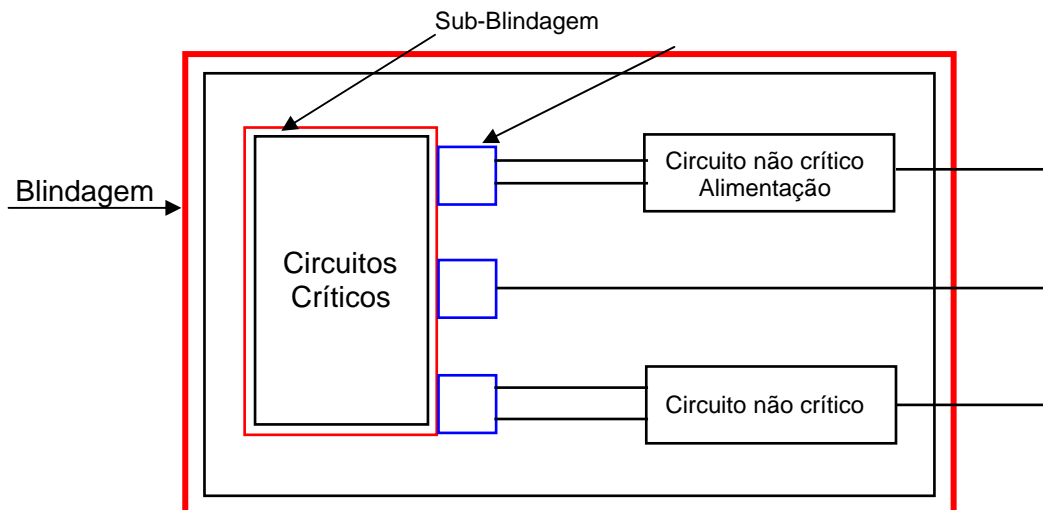 Sub-Blindagem
Blindagem
Circuitos
Críticos
Circuito não crítico
Alimentação
Circuito não crítico